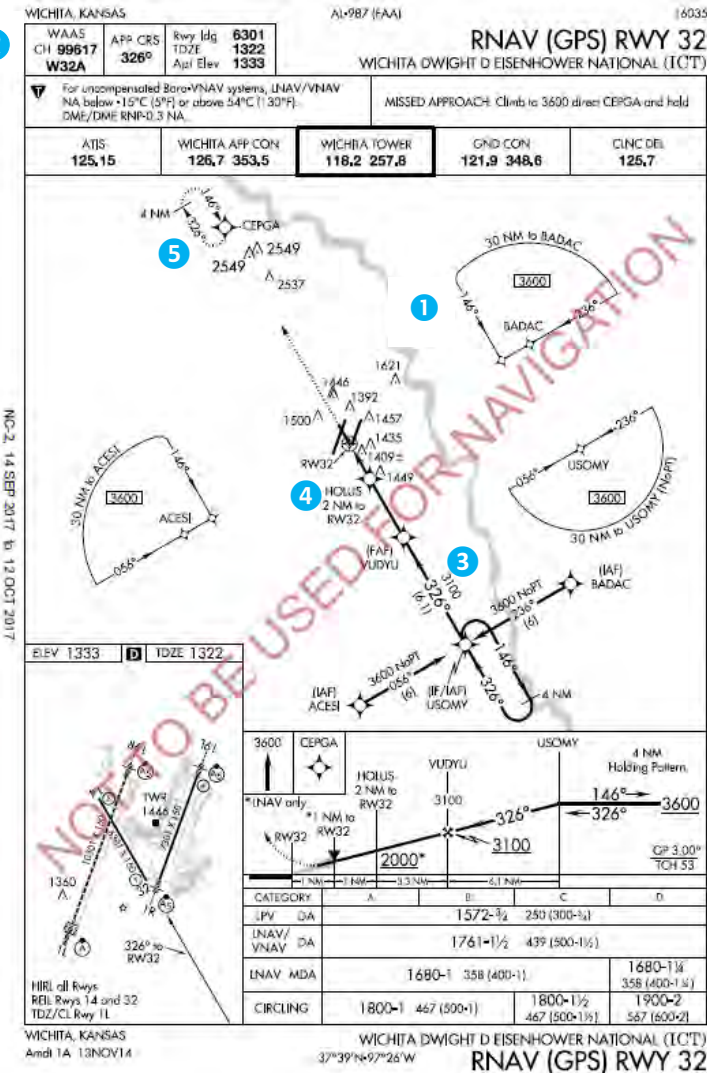 WICHITA, KANSAS
AL-987 (FAA)
16035
WAAS
CH 99617
W32A
APP CRS
326°
Rwy ldg 6301
TDZE 1322
Apt Elev 1333
RNAV (GPS) RWY 32
WICHITA DWIGHT D EISENHOWER NATIONAL (ICT)
T
For uncompensated Baro-VNAV systems, LNAV/VNAV
NA below -15°C (5°F) or above 54°C (130°F).
DME/DME RNP-0.3 NA.
MISSED APPROACH: Climb to 3600 direct CEPGA and hold
ATIS
125.15
WICHITA APP CON
126.7 353.5
WICHITA TOWER
118.2 257.8
GND CON
121.9 348.6
CLNC DEL
125.7
4 NM
146°
326°
CEPGA
5
2549
2549
2537
1
30 NM to BADAC
3600
146°
236°
BADAC
1621
1446
1392
1500
1457
1435
1409±
1449
RW32
4
HOLUS
2 NM to
RW32
236°
USOMY
056°
3600
30 NM to USOMY (NoPT)
30 NM to ACESI
146°
3600
ACESI
056°
(FAF)
VUDYU
3
3100
326°
(6.1)
(IAF)
BADAC
3600 NoPT
236°
(6)
3600 NoPT
056°
(6)
(IAF)
ACESI
(IF/IAF)
USOMY
146°
326°
4 NM
NOT TO BE USED FOR NAVIGATION
NC-2, 14 SEP 2017 to 12 OCT 2017
ELEV 1333
D
TDZE 1322
TWR
1446
7301 X 150
6301 X 150
1360
A
326° to
RW32
HIRL all Rwys
REIL Rwys 14 and 32
TDZ/CL Rwy 1L
3600
CEPGA
*LNAV only
HOLUS
2 NM to
RW32
*1 NM to
RW32
RW32
2000*
VUDYU
3100
326°
3100
USOMY
4 NM
Holding Pattern
146°
326°
3600
GP 3.00°
TCH 53
1 NM
1 NM
3.3 NM
6.1 NM
CATEGORY A B C D
LPV DA 1572-¾ 250 (300-¾)
LNAV/
VNAV DA 1761-1½ 439 (500-1½)
LNAV MDA 1680-1 358 (400-1) 1680-1¼
358 (400-1¼)
CIRCLING 1800-1 467 (500-1) 1800-1½
467 (500-1½) 1900-2
567 (600-2)
WICHITA, KANSAS
Amdt 1A 13NOV14
37°39'N-97°26'W
WICHITA DWIGHT D EISENHOWER NATIONAL (ICT)
RNAV (GPS) RWY 32